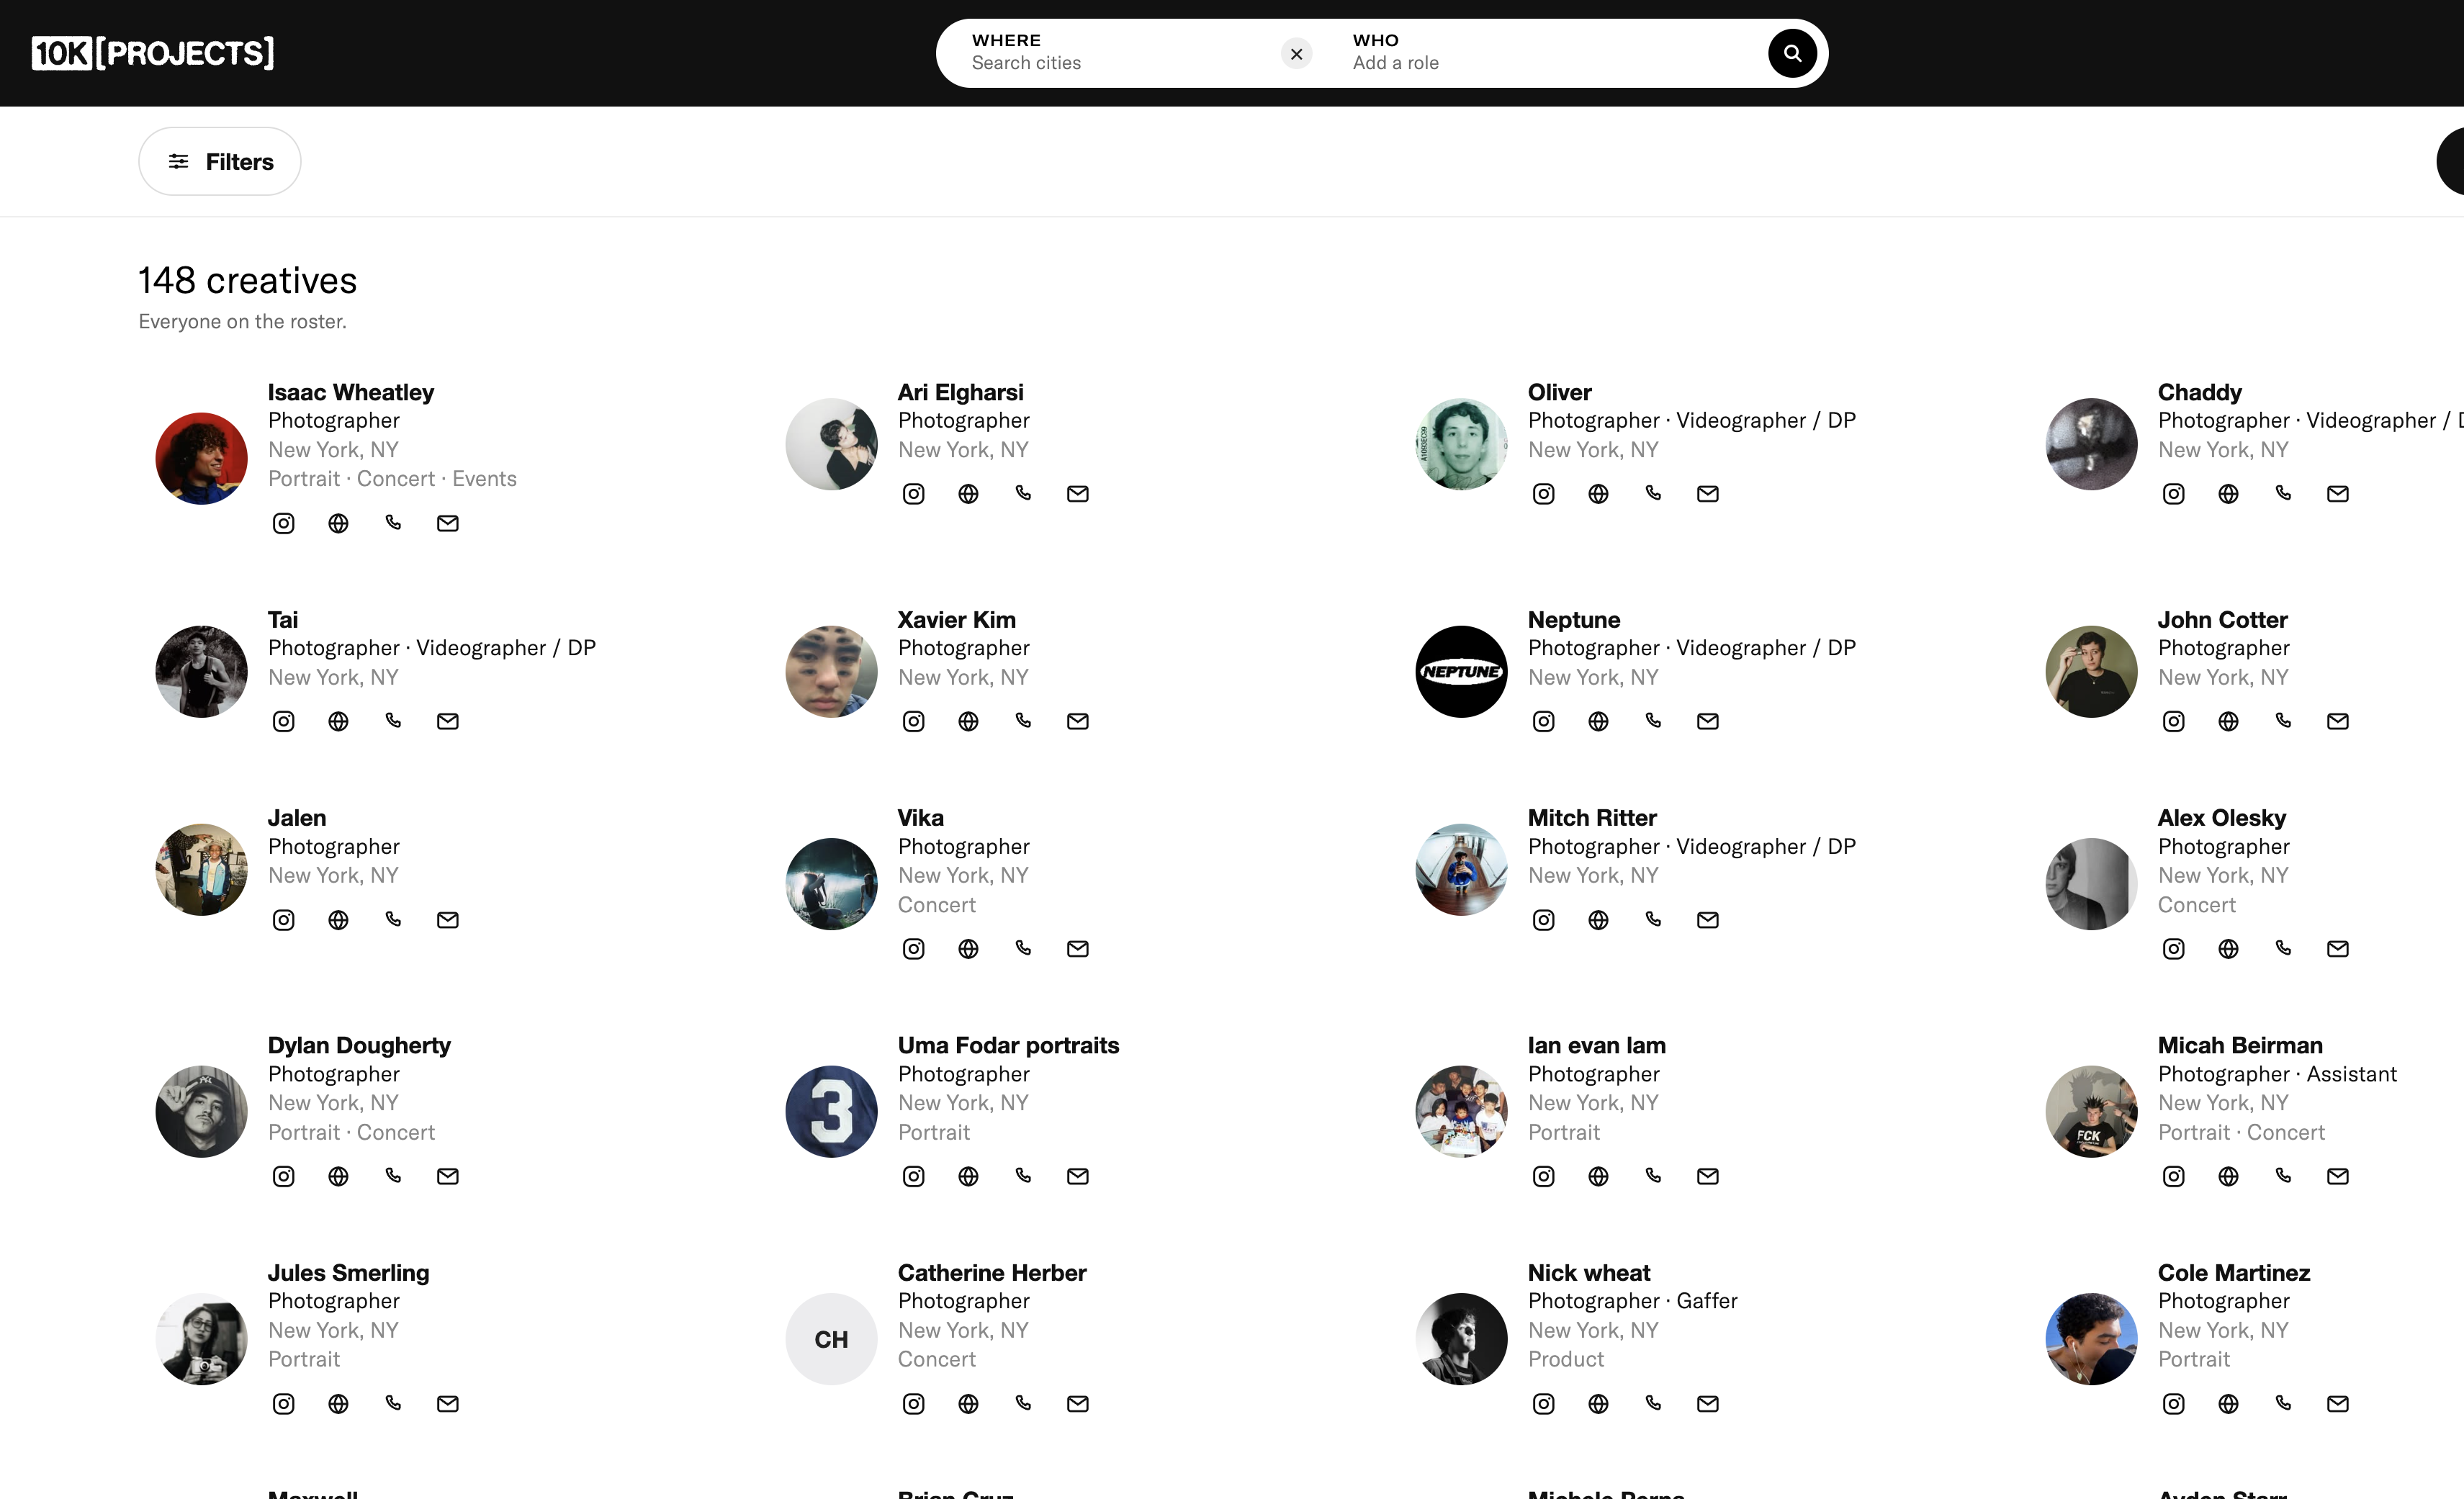 10K[PROJECTS]
WHERE
Search cities
WHO
Add a role
Filters
148 creatives
Everyone on the roster.
Isaac Wheatley
Photographer
New York, NY
Portrait · Concert · Events
Ari Elgharsi
Photographer
New York, NY
Oliver
Photographer · Videographer / DP
New York, NY
Chaddy
Photographer · Videographer /
New York, NY
Tai
Photographer · Videographer / DP
New York, NY
Xavier Kim
Photographer
New York, NY
NEPTUNE
Neptune
Photographer · Videographer / DP
New York, NY
John Cotter
Photographer
New York, NY
Jalen
Photographer
New York, NY
Vika
Photographer
New York, NY
Concert
Mitch Ritter
Photographer · Videographer / DP
New York, NY
Alex Olesky
Photographer
New York, NY
Concert
Dylan Dougherty
Photographer
New York, NY
Portrait · Concert
3
Uma Fodar portraits
Photographer
New York, NY
Portrait
Ian evan lam
Photographer
New York, NY
Portrait
FCK
Micah Beirman
Photographer · Assistant
New York, NY
Portrait · Concert
Jules Smerling
Photographer
New York, NY
Portrait
CH
Catherine Herber
Photographer
New York, NY
Concert
Nick wheat
Photographer · Gaffer
New York, NY
Product
Cole Martinez
Photographer
New York, NY
Portrait
Maxwell
Brian Cruz